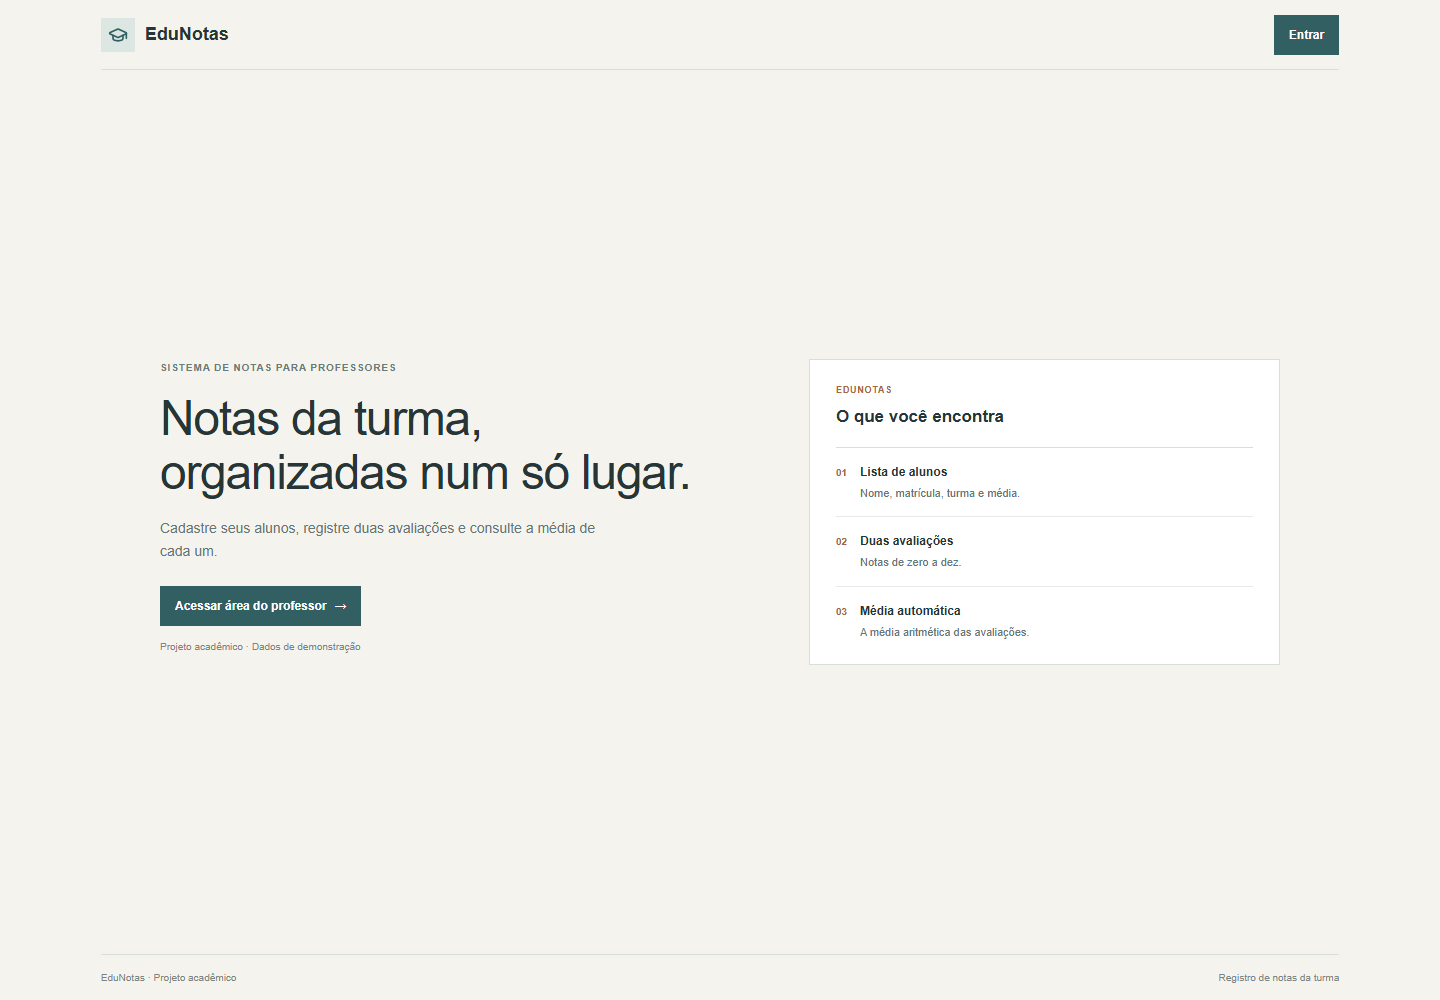 EduNotas
Entrar
SISTEMA DE NOTAS PARA PROFESSORES
Notas da turma,
organizadas num só lugar.
Cadastre seus alunos, registre duas avaliações e consulte a média de
cada um.
Acessar área do professor →
Projeto acadêmico · Dados de demonstração
EDUNOTAS
O que você encontra
01 Lista de alunos
Nome, matrícula, turma e média.
02 Duas avaliações
Notas de zero a dez.
03 Média automática
A média aritmética das avaliações.
EduNotas · Projeto acadêmico
Registro de notas da turma